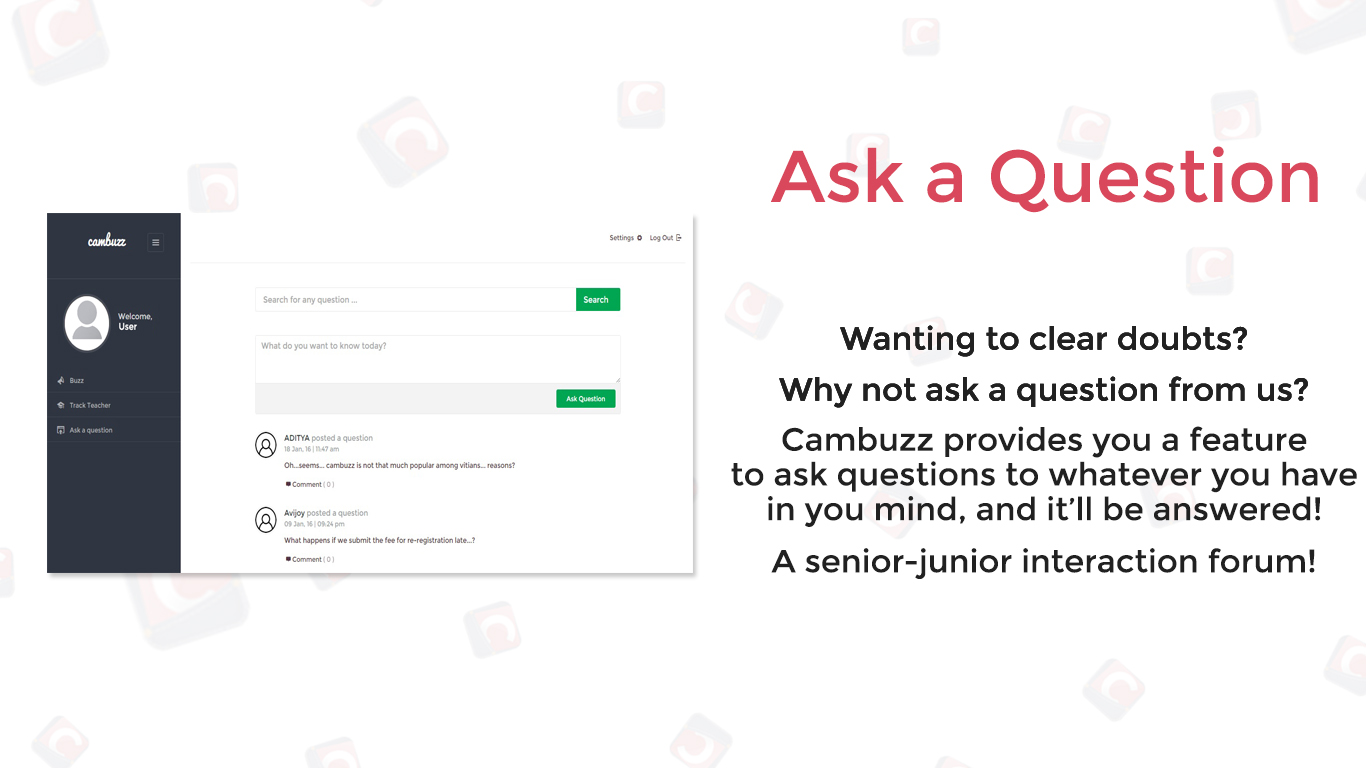 cambuzz
Settings
Log Out
Welcome,
User
Buzz
Track Teacher
Ask a question
Search for any question ...
Search
What do you want to know today?
Ask Question
ADITYA posted a question
18 Jan, 16 | 11:47 am
Oh...seems... cambuzz is not that much popular among vitians... reasons?
Comment ( 0 )
Avijoy posted a question
09 Jan, 16 | 09:24 pm
What happens if we submit the fee for re-registration late...?
Comment ( 0 )
Ask a Question
Wanting to clear doubts?
Why not ask a question from us?
Cambuzz provides you a feature
to ask questions to whatever you have
in you mind, and it’ll be answered!
A senior-junior interaction forum!